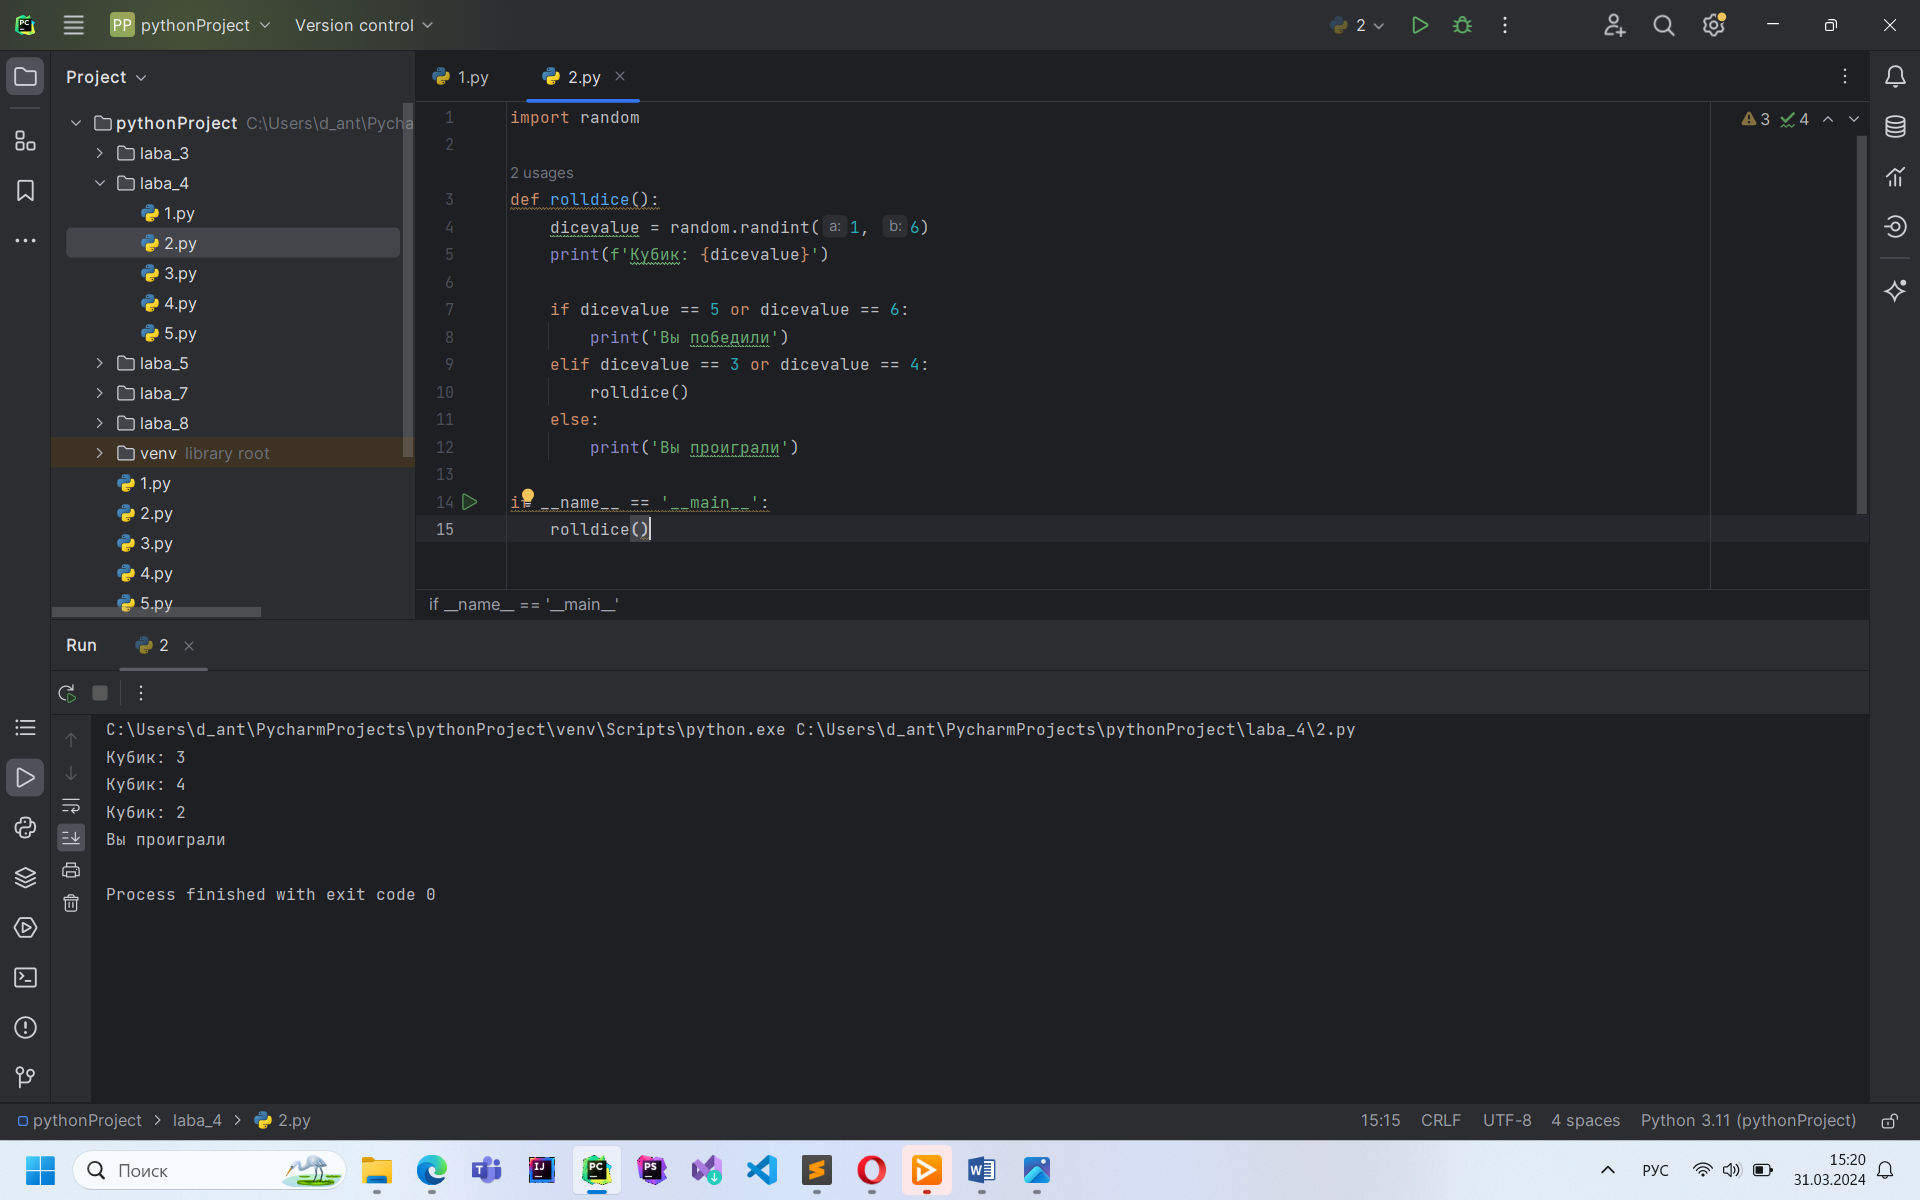 PP pythonProject Version control 2
Project
1.py 2.py
pythonProject C:\Users\d_ant\Pycha
laba_3
laba_4
1.py
2.py
3.py
4.py
5.py
laba_5
laba_7
laba_8
venv library root
1.py
2.py
3.py
4.py
5.py
3 4
1 import random
2
2 usages
3 def rolldice():
4 dicevalue = random.randint( a: 1, b: 6)
5 print(f'Кубик: {dicevalue}')
6
7 if dicevalue == 5 or dicevalue == 6:
8 print('Вы победили')
9 elif dicevalue == 3 or dicevalue == 4:
10 rolldice()
11 else:
12 print('Вы проиграли')
13
14 if __name__ == '__main__':
15 rolldice()
if __name__ == '__main__'
Run 2
C:\Users\d_ant\PycharmProjects\pythonProject\venv\Scripts\python.exe C:\Users\d_ant\PycharmProjects\pythonProject\laba_4\2.py
Кубик: 3
Кубик: 4
Кубик: 2
Вы проиграли
Process finished with exit code 0
pythonProject laba_4 2.py 15:15 CRLF UTF-8 4 spaces Python 3.11 (pythonProject)
Поиск РУС 15:20
31.03.2024